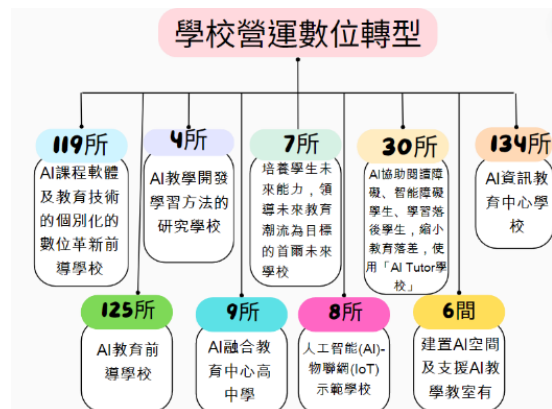 學校營運數位轉型
119所
AI課程軟體
及教育技術
的個別化的
數位革新前
導學校
4所
AI教學開發
學習方法的
研究學校
7所
培養學生未
來能力，領
導未來教育
潮流為目標
的首爾未來
學校
30所
AI協助閱讀障
礙、智能障礙
學生、學習落
後學生，縮小
教育落差，使
用「AI Tutor學
校」
134所
AI資訊教
育中心學
校
125所
AI教育前
導學校
9所
AI融合教
育中心高
中學
8所
人工智能(AI)-
物聯網(IoT)
示範學校
6間
建置AI空間
及支援AI教
學教室有